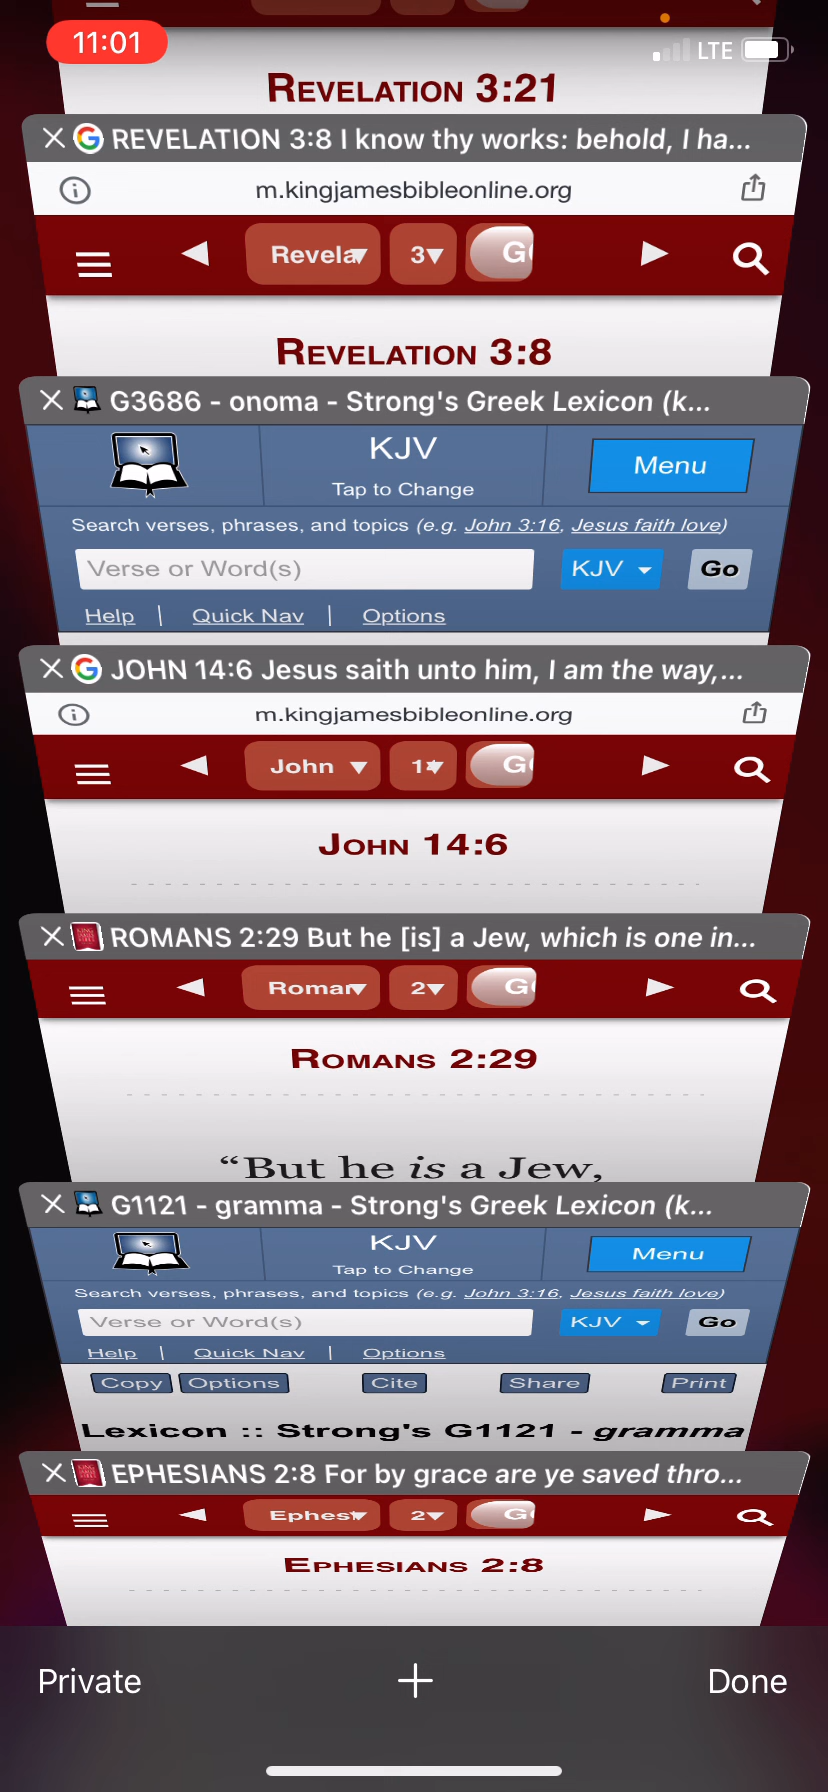 11:01
LTE
Revelation 3:21
REVELATION 3:8 I know thy works: behold, I ha...
m.kingjamesbibleonline.org
Revela 3
Revelation 3:8
G3686 - onoma - Strong's Greek Lexicon (k...
KJV
Menu
Tap to Change
Search verses, phrases, and topics (e.g. John 3:16, Jesus faith love)
Verse or Word(s) KJV Go
Help | Quick Nav | Options
JOHN 14:6 Jesus saith unto him, I am the way,...
m.kingjamesbibleonline.org
John
John 14:6
ROMANS 2:29 But he [is] a Jew, which is one in...
Roman 2
Romans 2:29
“But he is a Jew,
G1121 - gramma - Strong's Greek Lexicon (k...
KJV
Menu
Tap to Change
Search verses, phrases, and topics (e.g. John 3:16, Jesus faith love)
Verse or Word(s) KJV Go
Help | Quick Nav | Options
Copy Options Cite Share Print
Lexicon :: Strong's G1121 - gramma
EPHESIANS 2:8 For by grace are ye saved thro...
Ephes 2
Ephesians 2:8
Private + Done